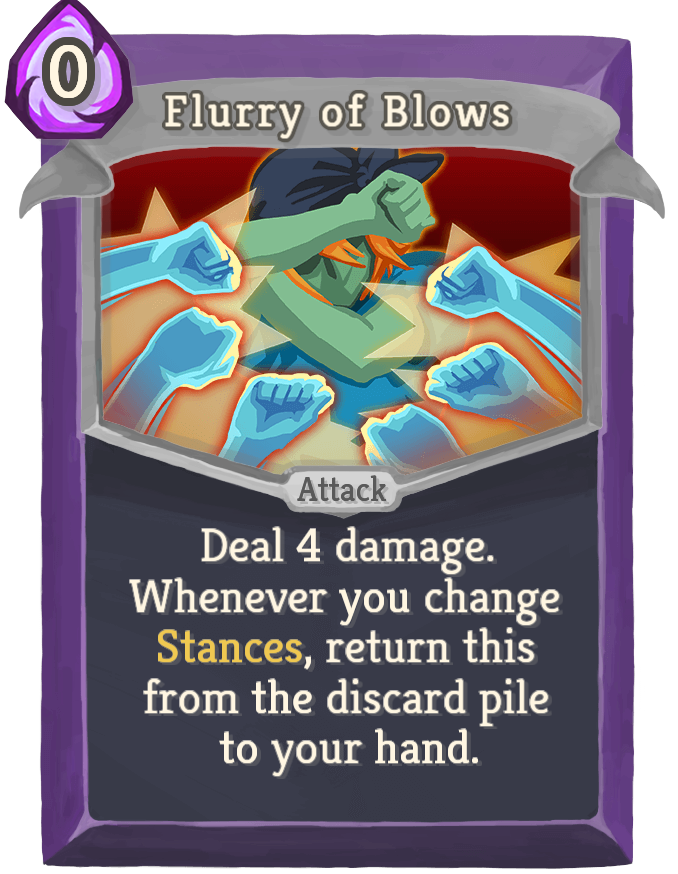 0
Flurry of Blows
Attack
Deal 4 damage.
Whenever you change
Stances, return this
from the discard pile
to your hand.